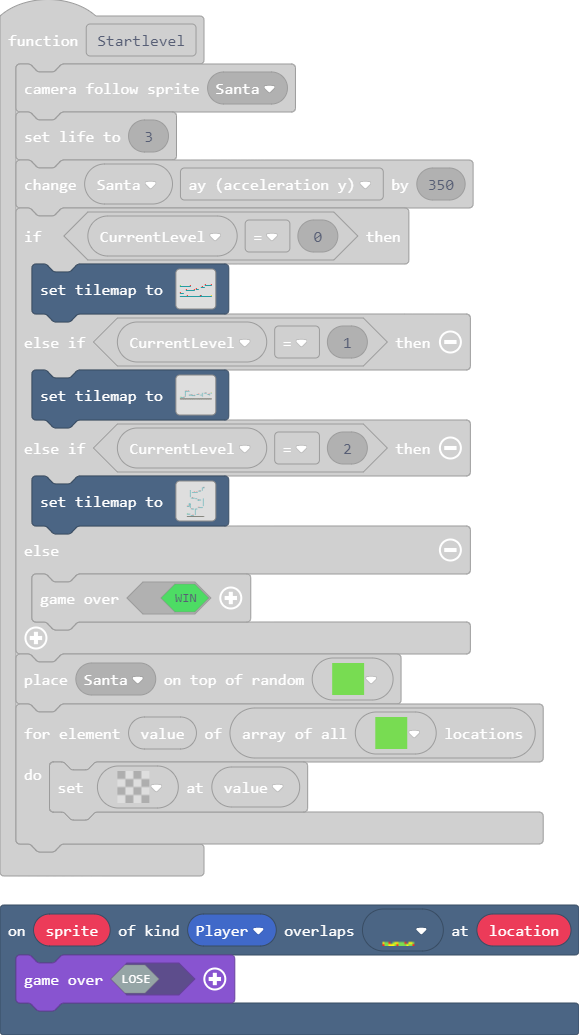 function Startlevel
camera follow sprite Santa
set life to 3
change Santa ay (acceleration y) by 350
if CurrentLevel = 0 then
set tilemap to
else if CurrentLevel = 1 then
set tilemap to
else if CurrentLevel = 2 then
set tilemap to
else
game over WIN
place Santa on top of random
for element value of array of all locations
do set at value
on sprite of kind Player overlaps at location
game over LOSE